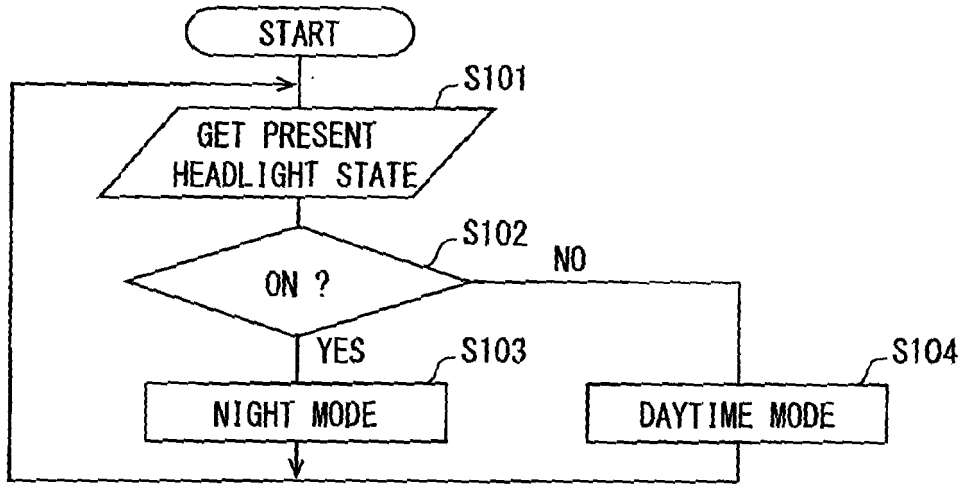 START
S101
GET PRESENT
HEADLIGHT STATE
S102
ON ?
NO
YES
S103
NIGHT MODE
S104
DAYTIME MODE